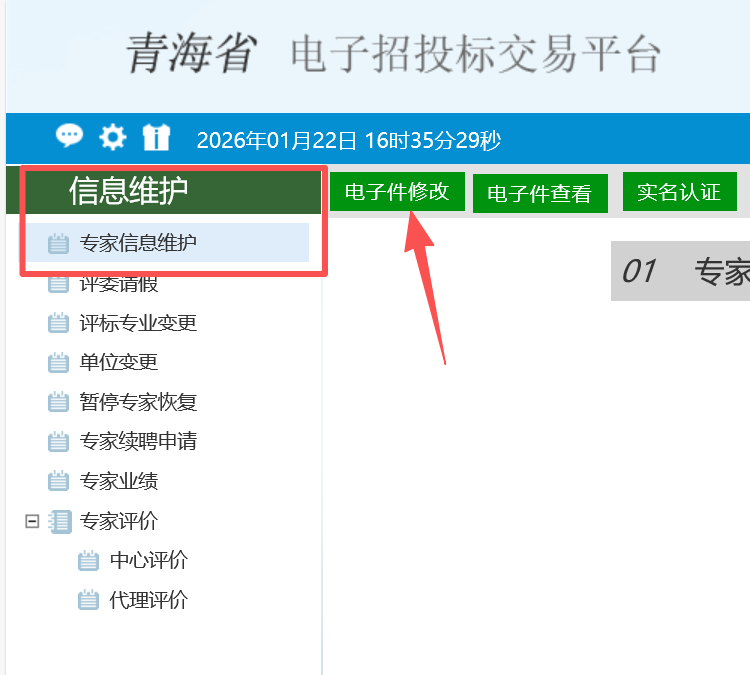 青海省 电子招投标交易平台
2026年01月22日 16时35分29秒
信息维护
电子件修改 电子件查看 实名认证
专家信息维护
01 专家
评委请假
评标专业变更
单位变更
暂停专家恢复
专家续聘申请
专家业绩
专家评价
中心评价
代理评价